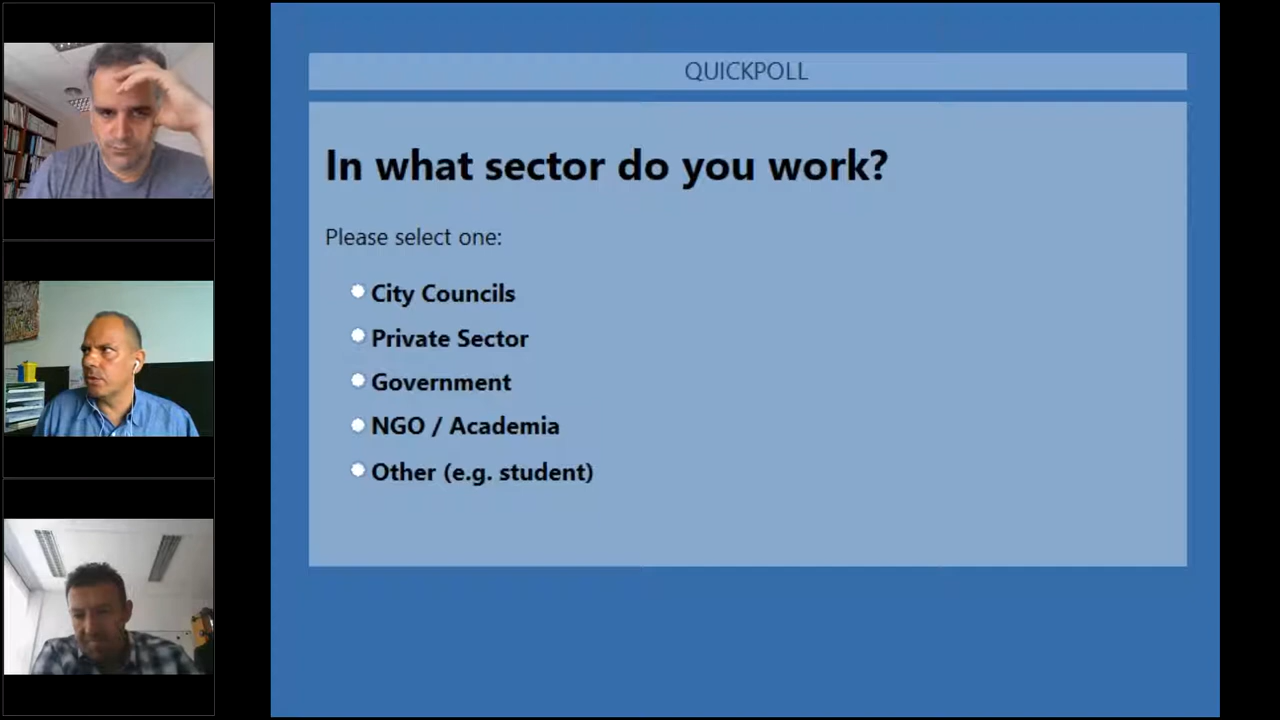 QUICKPOLL
In what sector do you work?
Please select one:
City Councils
Private Sector
Government
NGO / Academia
Other (e.g. student)